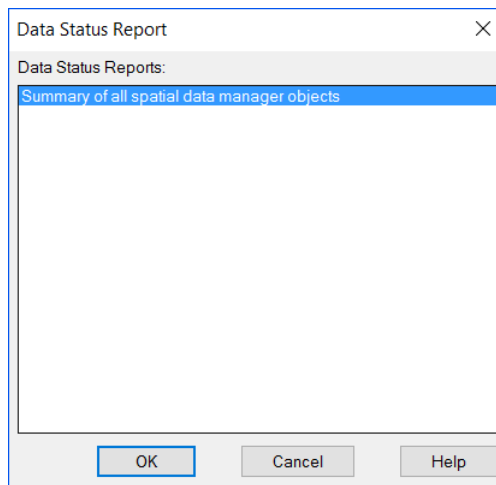 Data Status Report
Data Status Reports:
Summary of all spatial data manager objects
OK Cancel Help